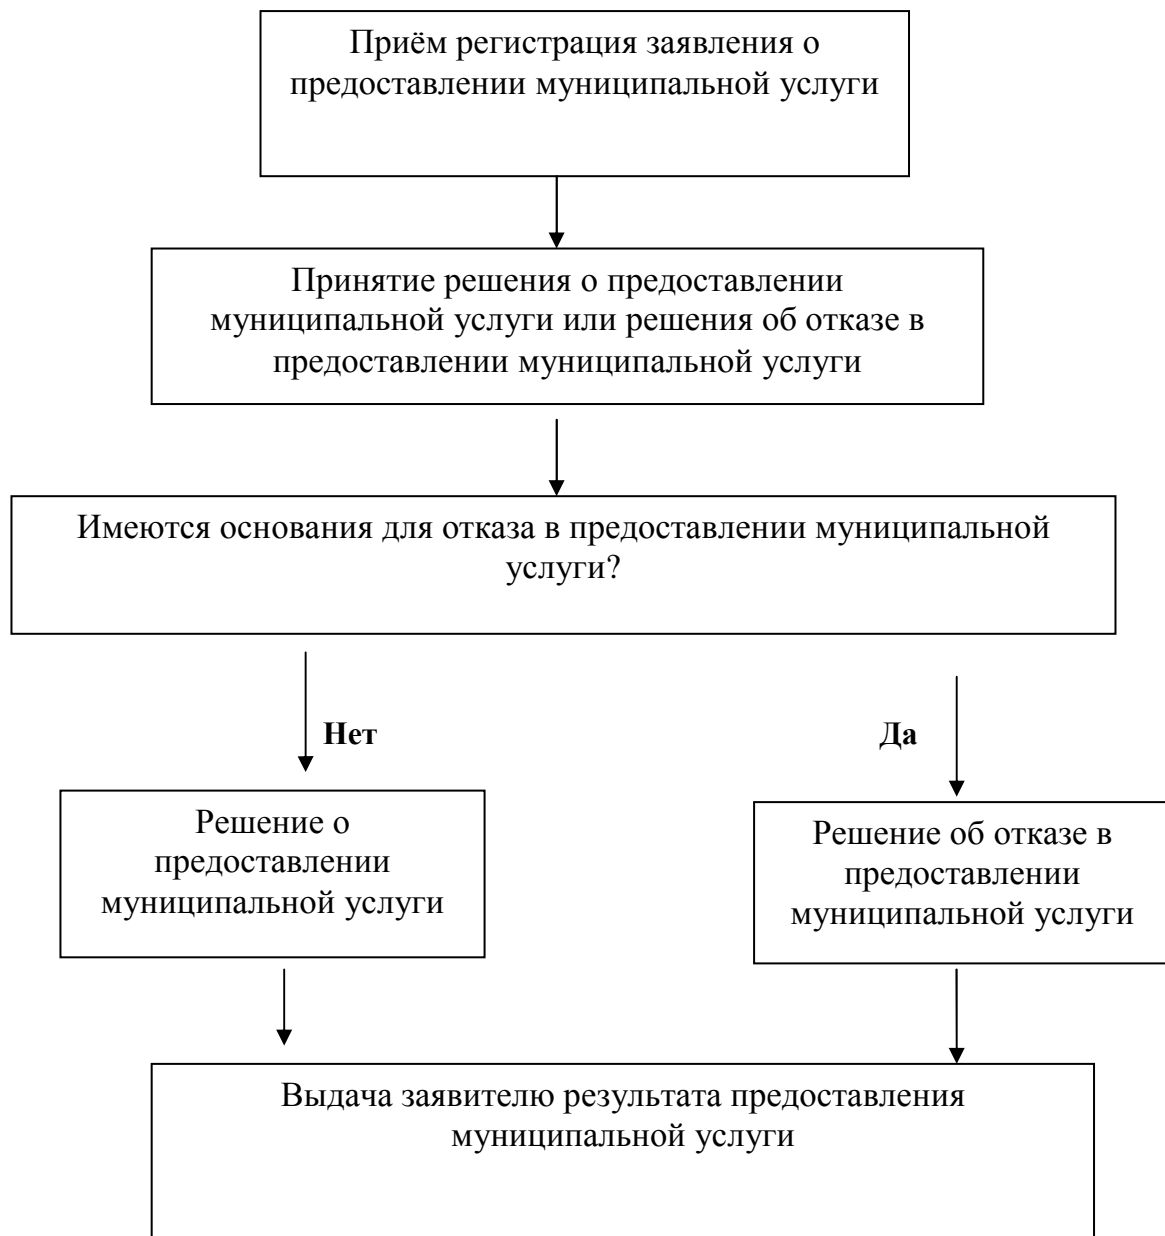 Приём регистрация заявления о
предоставлении муниципальной услуги
Принятие решения о предоставлении
муниципальной услуги или решения об отказе в
предоставлении муниципальной услуги
Имеются основания для отказа в предоставлении муниципальной
услуги?
Нет
Да
Решение о
предоставлении
муниципальной услуги
Решение об отказе в
предоставлении
муниципальной услуги
Выдача заявителю результата предоставления
муниципальной услуги